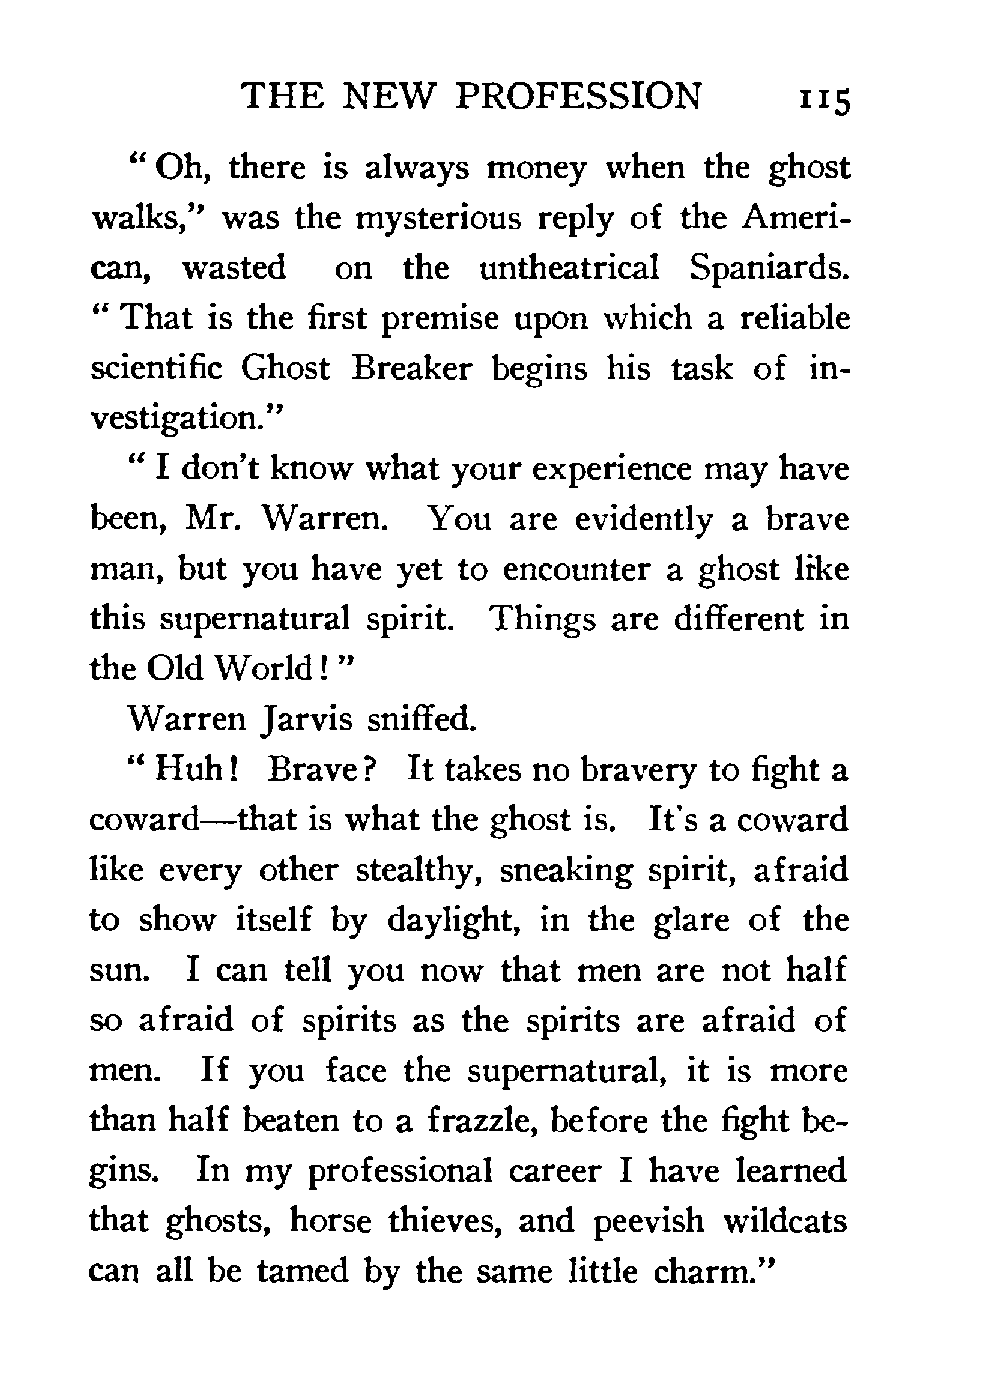 THE NEW PROFESSION 115
“ Oh, there is always money when the ghost
walks,” was the mysterious reply of the Ameri-
can, wasted on the untheatrical Spaniards.
“ That is the first premise upon which a reliable
scientific Ghost Breaker begins his task of in-
vestigation.”
“ I don’t know what your experience may have
been, Mr. Warren. You are evidently a brave
man, but you have yet to encounter a ghost like
this supernatural spirit. Things are different in
the Old World ! ”
Warren Jarvis sniffed.
“ Huh ! Brave ? It takes no bravery to fight a
coward—that is what the ghost is. It’s a coward
like every other stealthy, sneaking spirit, afraid
to show itself by daylight, in the glare of the
sun. I can tell you now that men are not half
so afraid of spirits as the spirits are afraid of
men. If you face the supernatural, it is more
than half beaten to a frazzle, before the fight be-
gins. In my professional career I have learned
that ghosts, horse thieves, and peevish wildcats
can all be tamed by the same little charm.”